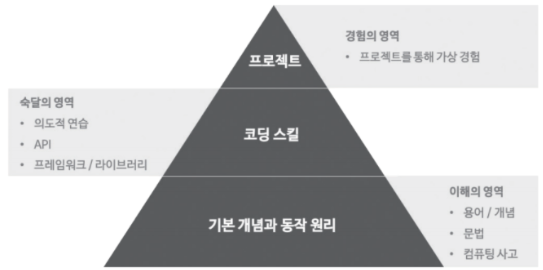 경험의 영역
• 프로젝트를 통해 가상 경험
프로젝트
숙달의 영역
• 의도적 연습
• API
• 프레임워크 / 라이브러리
코딩 스킬
기본 개념과 동작 원리
이해의 영역
• 용어 / 개념
• 문법
• 컴퓨팅 사고